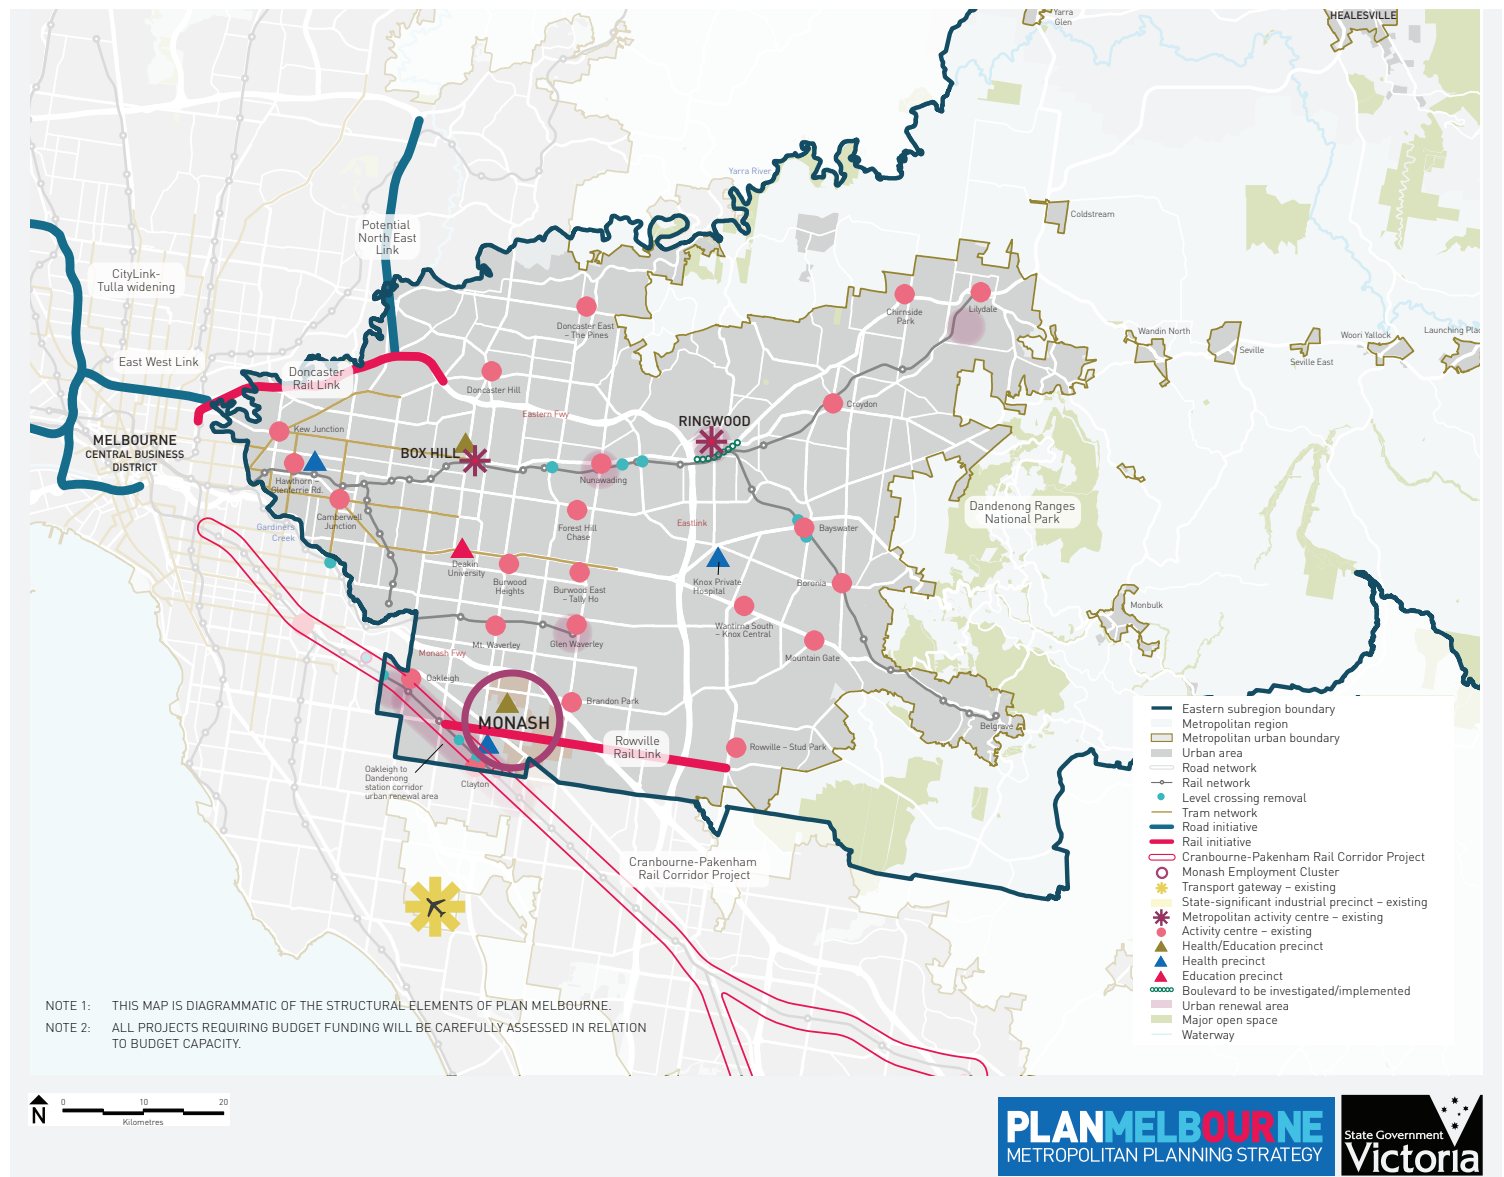 Yarra
Glen
HEALESVILLE
Yarra River
Coldstream
Potential
North East
Link
CityLink-
Tulla widening
Doncaster East
– The Pines
Chirnside
Park
Lilydale
Wandin North
Seville
Seville East
Woori Yallock
Launching Plac
East West Link
Doncaster
Rail Link
Doncaster Hill
Eastern Fwy
Croydon
RINGWOOD
Kew Junction
MELBOURNE
CENTRAL BUSINESS
DISTRICT
BOX HILL
Hawthorn –
Glenferrie Rd.
Nunawading
Camberwell
Junction
Gardiners
Creek
Forest Hill
Chase
Eastlink
Bayswater
Dandenong Ranges
National Park
Deakin
University
Burwood
Heights
Burwood East
– Tally Ho
Knox Private
Hospital
Boronia
Monbulk
Wantirna South
– Knox Central
Mt. Waverley
Glen Waverley
Monash Fwy
Mountain Gate
Oakleigh
Brandon Park
MONASH
Belgrave
Rowville
Rail Link
Rowville – Stud Park
Oakleigh to
Dandenong
station corridor
urban renewal area
Clayton
Cranbourne-Pakenham
Rail Corridor Project
Eastern subregion boundary
Metropolitan region
Metropolitan urban boundary
Urban area
Road network
Rail network
Level crossing removal
Tram network
Road initiative
Rail initiative
Cranbourne-Pakenham Rail Corridor Project
Monash Employment Cluster
Transport gateway – existing
State-significant industrial precinct – existing
Metropolitan activity centre – existing
Activity centre – existing
Health/Education precinct
Health precinct
Education precinct
Boulevard to be investigated/implemented
Urban renewal area
Major open space
Waterway
NOTE 1: THIS MAP IS DIAGRAMMATIC OF THE STRUCTURAL ELEMENTS OF PLAN MELBOURNE.
NOTE 2: ALL PROJECTS REQUIRING BUDGET FUNDING WILL BE CAREFULLY ASSESSED IN RELATION
TO BUDGET CAPACITY.
N
0 10 20
Kilometres
PLANMELBOURNE
METROPOLITAN PLANNING STRATEGY
State Government
Victoria